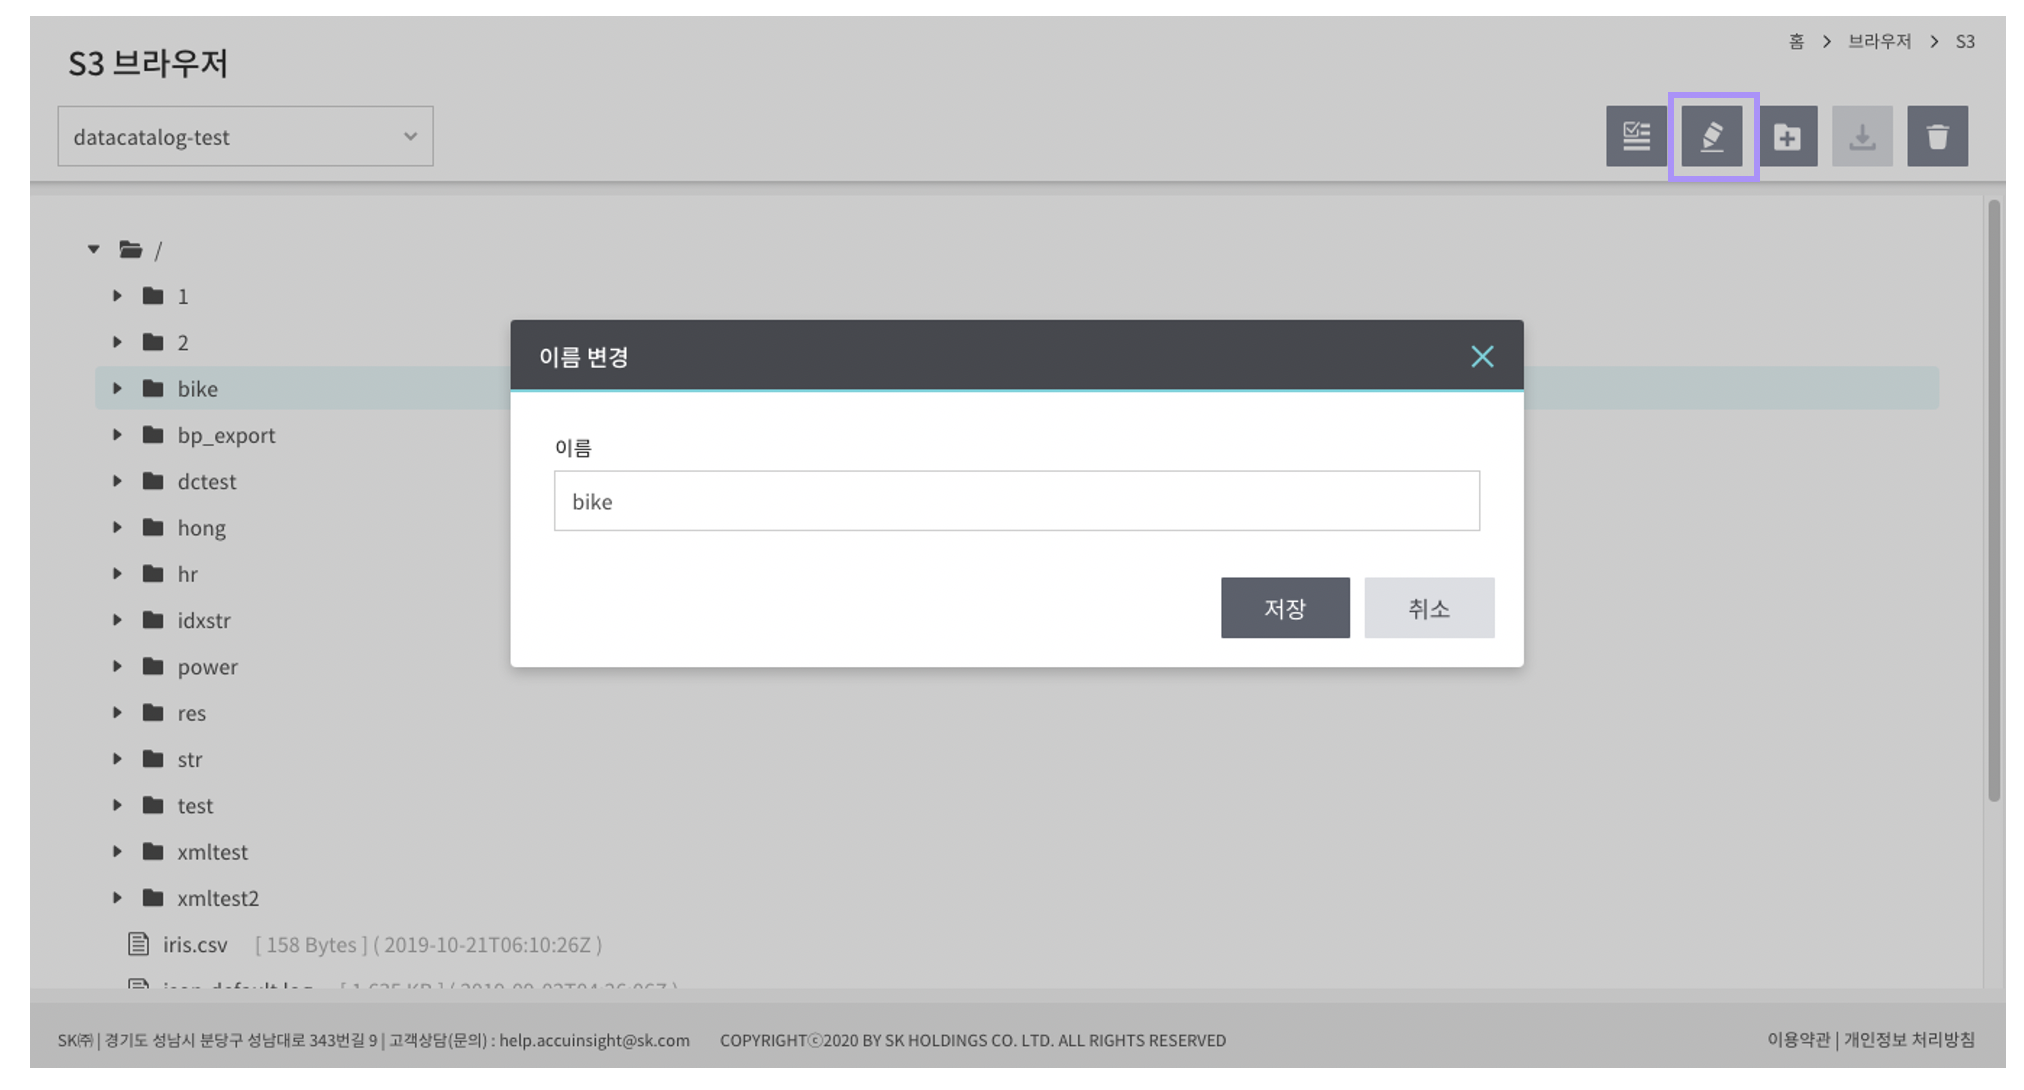 S3 브라우저
홈 > 브라우저 > S3
datacatalog-test
/
1
2
bike
bp_export
dctest
hong
hr
idxstr
power
res
str
test
xmltest
xmltest2
iris.csv [ 158 Bytes ] ( 2019-10-21T06:10:26Z )
이름 변경
이름
bike
저장 취소
SK㈜ | 경기도 성남시 분당구 성남대로 343번길 9 | 고객상담(문의) : help.accuinsight@sk.com COPYRIGHTⓒ2020 BY SK HOLDINGS CO. LTD. ALL RIGHTS RESERVED
이용약관 | 개인정보 처리방침